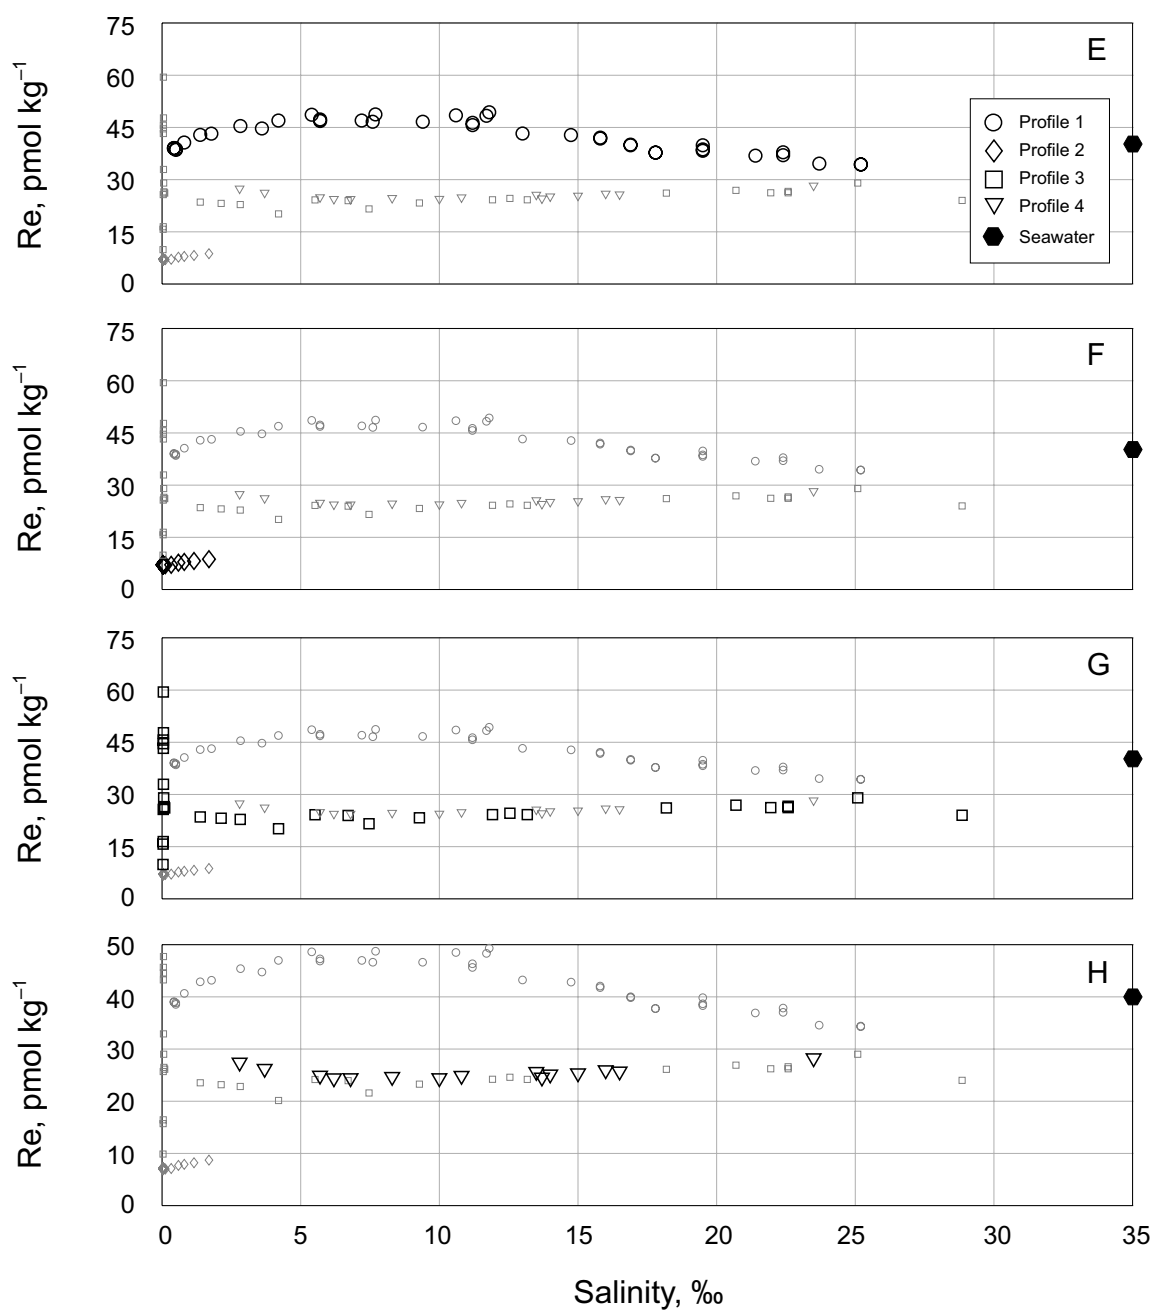 75
60
45
30
15
0
Re, pmol kg⁻¹
E
Profile 1
Profile 2
Profile 3
Profile 4
Seawater
75
60
45
30
15
0
Re, pmol kg⁻¹
F
75
60
45
30
15
0
Re, pmol kg⁻¹
G
50
40
30
20
10
0
Re, pmol kg⁻¹
H
0 5 10 15 20 25 30 35
Salinity, ‰